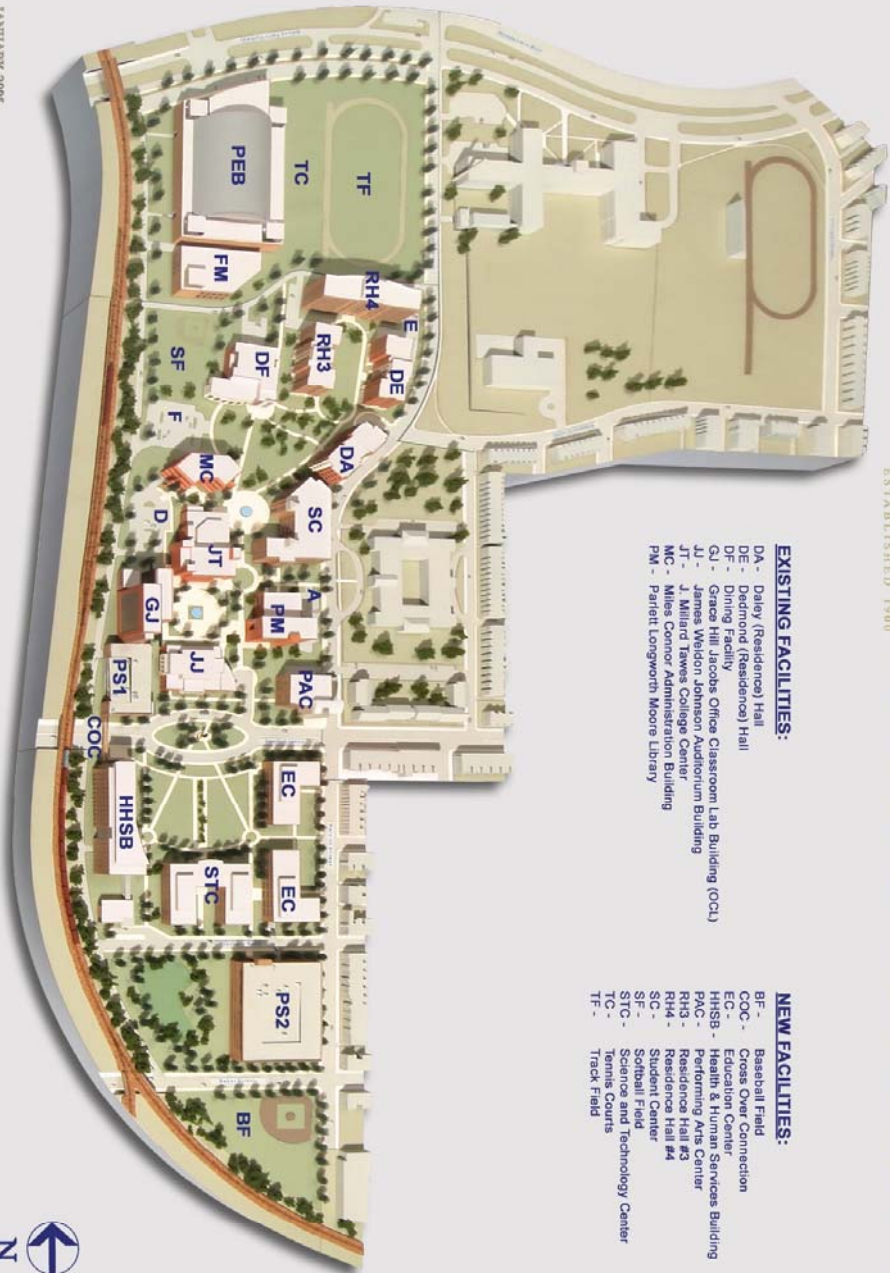 JANUARY 2005
ESTABLISHED 1900
EXISTING FACILITIES:
DA - Daley (Residence) Hall
DE - Dedmond (Residence) Hall
DF - Dining Facility
GJ - Grace Hill Jacobs Office Classroom Lab Building (OCL)
JJ - James Weldon Johnson Auditorium Building
JT - J. Millard Tawes College Center
MC - Miles Connor Administration Building
PM - Parlett Longworth Moore Library
NEW FACILITIES:
BF - Baseball Field
COC - Cross Over Connection
EC - Education Center
HHSB - Health & Human Services Building
PAC - Performing Arts Center
RH3 - Residence Hall #3
RH4 - Residence Hall #4
SC - Student Center
SF - Softball Field
STC - Science and Technology Center
TC - Tennis Courts
TF - Track Field
PEB
TC
TF
FM
RH4
E
RH3
DE
DF
SF
F
DA
MC
SC
D
JT
A
PM
GJ
JJ
PAC
PS1
COC
HHSB
EC
STC
EC
PS2
BF
N